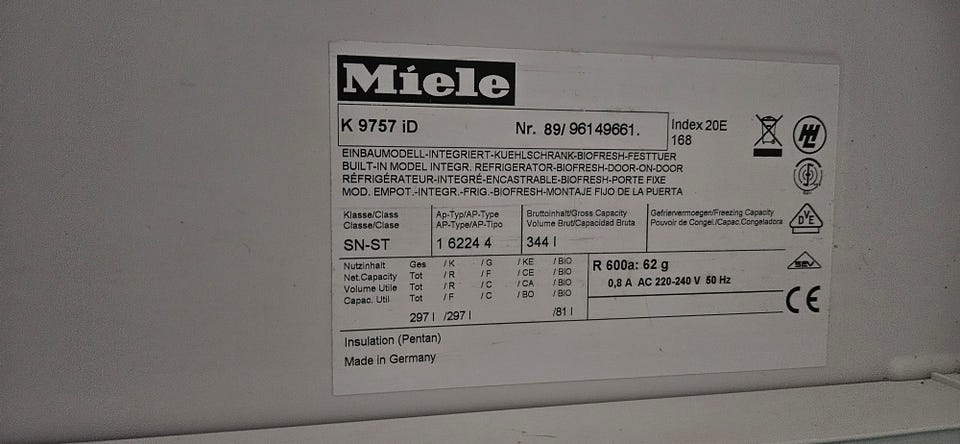 Miele
K 9757 iD Nr. 89/ 96149661. Index 20E
168
EINBAUMODELL-INTEGRIERT-KUEHLSCHRANK-BIOFRESH-FESTTUER
BUILT-IN MODEL INTEGR. REFRIGERATOR-BIOFRESH-DOOR-ON-DOOR
RÉFRIGÉRATEUR-INTEGRÉ-ENCASTRABLE-BIOFRESH-PORTE FIXE
MOD. EMPOT.-INTEGR.-FRIG.-BIOFRESH-MONTAJE FIJO DE LA PUERTA
Klasse/Class Ap-Typ/AP-Type Bruttoinhalt/Gross Capacity Gefriervermoegen/Freezing Capacity
Classe/Clase AP-Type/AP-Tipo Volume Brut/Capacidad Bruta Pouvoir de Congel./Capac.Congeladora
SN-ST 1 6224 4 344 l
Nutzinhalt Ges / K / G / KE / BIO
Net.Capacity Tot / R / F / CE / BIO
Volume Utile Tot / R / C / CA / BIO
Capac. Util Tot / F / C / BO / BIO
297 l /297 l /81 l
R 600a: 62 g
0,8 A AC 220-240 V 50 Hz
Insulation (Pentan)
Made in Germany
DVE
SEV
CE